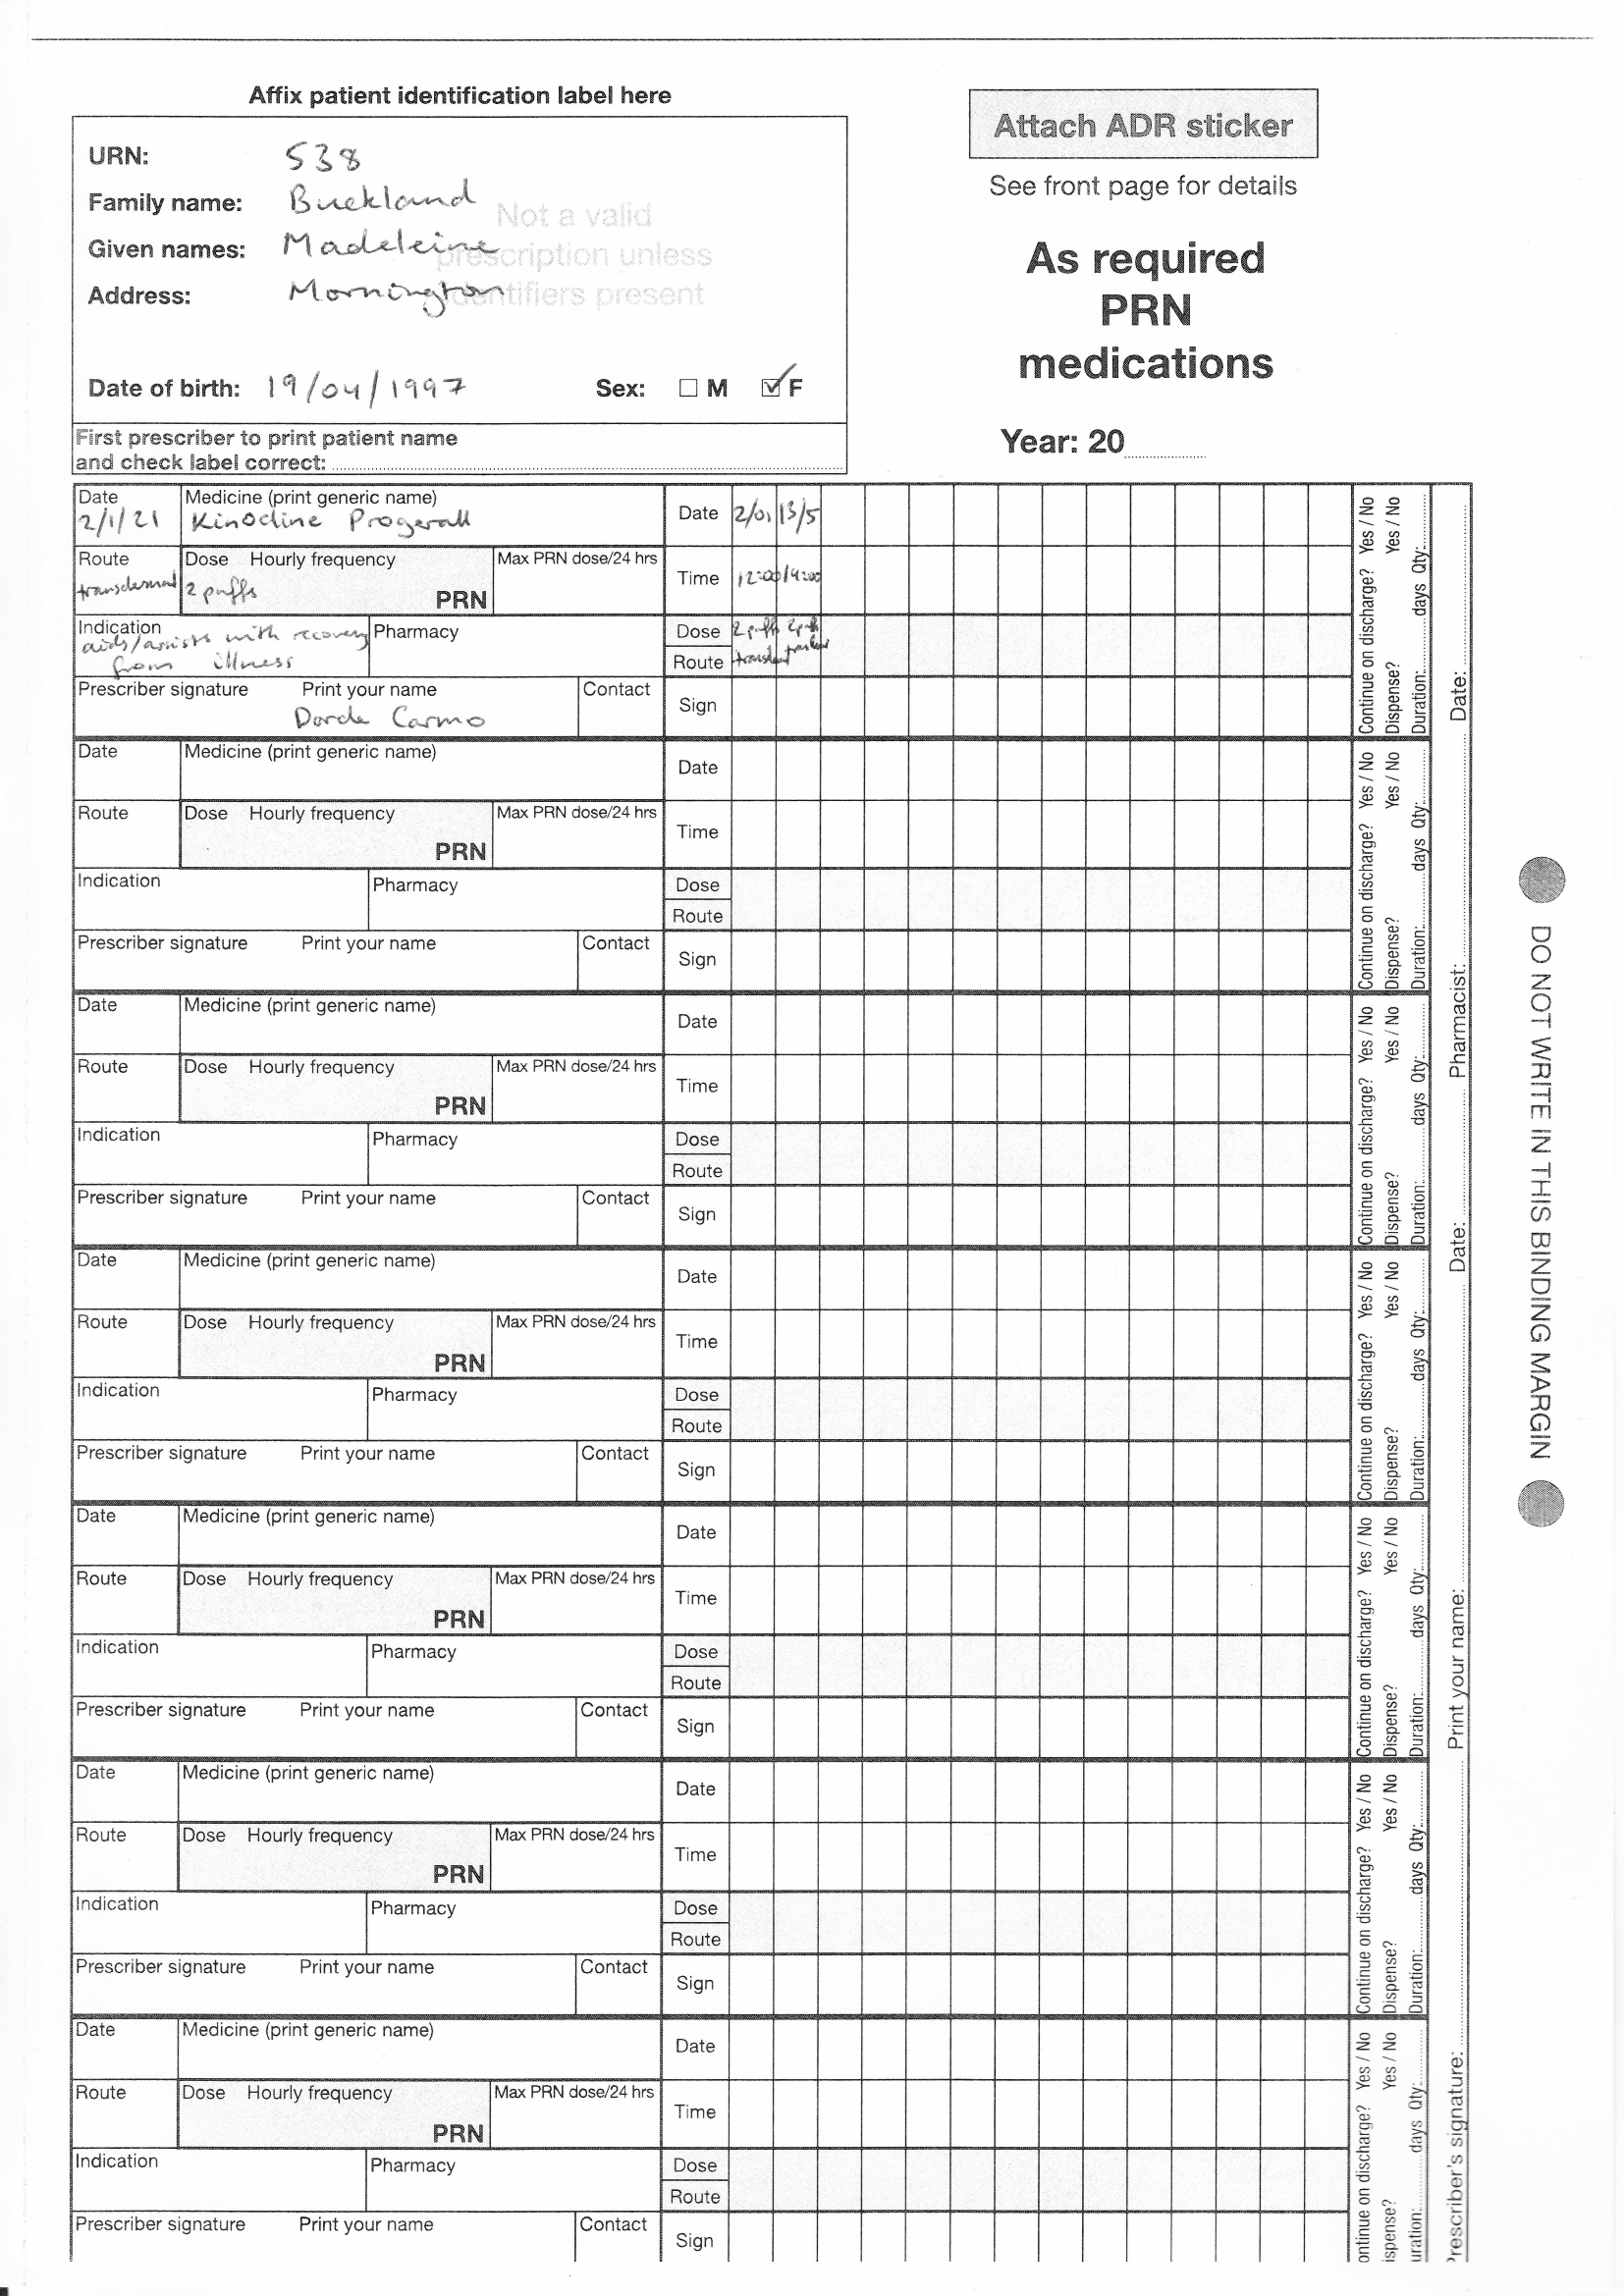 Affix patient identification label here
Attach ADR sticker
See front page for details
As required
PRN
medications
Year: 20
URN: 538
Family name: Buckland
Given names: Madeleine
Address: Mornington
Not a valid
prescription unless
identifiers present
Date of birth: 19/04/1997 Sex: M F
First prescriber to print patient name
and check label correct:
Date Medicine (print generic name) Date 2/01 13/5
2/1/21 Kinodine Progerall
Route Dose Hourly frequency Max PRN dose/24 hrs Time 12:00 14:00
transdermal 2 puffs PRN
Indication Pharmacy Dose 2 puffs 2 puffs
aids/assists with recovery
from illness Route
Prescriber signature Print your name Contact Sign
Dorde Carmo
Continue on discharge? Yes / No
Dispense? Yes / No
Duration: days Qty:
Date Medicine (print generic name) Date
Route Dose Hourly frequency Max PRN dose/24 hrs Time
PRN
Indication Pharmacy Dose
Route
Prescriber signature Print your name Contact Sign
Continue on discharge? Yes / No
Dispense? Yes / No
Duration: days Qty:
Date Medicine (print generic name) Date
Route Dose Hourly frequency Max PRN dose/24 hrs Time
PRN
Indication Pharmacy Dose
Route
Prescriber signature Print your name Contact Sign
Continue on discharge? Yes / No
Dispense? Yes / No
Duration: days Qty:
Date Medicine (print generic name) Date
Route Dose Hourly frequency Max PRN dose/24 hrs Time
PRN
Indication Pharmacy Dose
Route
Prescriber signature Print your name Contact Sign
Continue on discharge? Yes / No
Dispense? Yes / No
Duration: days Qty:
Date Medicine (print generic name) Date
Route Dose Hourly frequency Max PRN dose/24 hrs Time
PRN
Indication Pharmacy Dose
Route
Prescriber signature Print your name Contact Sign
Continue on discharge? Yes / No
Dispense? Yes / No
Duration: days Qty:
Date Medicine (print generic name) Date
Route Dose Hourly frequency Max PRN dose/24 hrs Time
PRN
Indication Pharmacy Dose
Route
Prescriber signature Print your name Contact Sign
Continue on discharge? Yes / No
Dispense? Yes / No
Duration: days Qty:
Date Medicine (print generic name) Date
Route Dose Hourly frequency Max PRN dose/24 hrs Time
PRN
Indication Pharmacy Dose
Route
Prescriber signature Print your name Contact Sign
ontinue on discharge? Yes / No
ispense? Yes / No
uration: days Qty:
rescriber's signature: Print your name: Date: Pharmacist: Date:
DO NOT WRITE IN THIS BINDING MARGIN